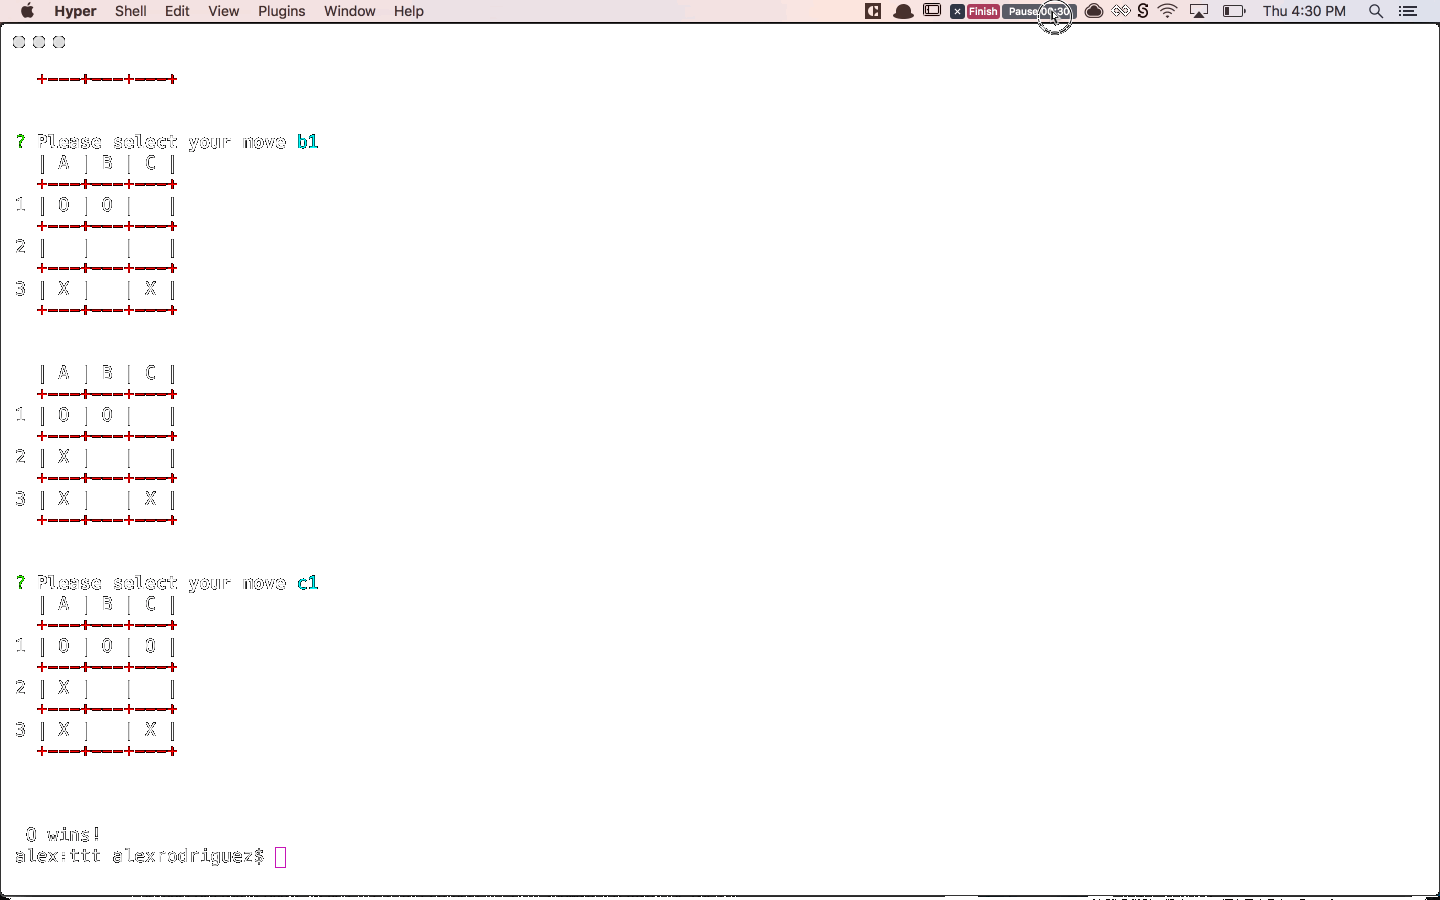 Hyper Shell Edit View Plugins Window Help Finish Pause 00:30 Thu 4:30 PM
+---+---+---+
? Please select your move b1
| A | B | C |
+---+---+---+
1 | O | O |   |
+---+---+---+
2 |   |   |   |
+---+---+---+
3 | X |   | X |
+---+---+---+
| A | B | C |
+---+---+---+
1 | O | O |   |
+---+---+---+
2 | X |   |   |
+---+---+---+
3 | X |   | X |
+---+---+---+
? Please select your move c1
| A | B | C |
+---+---+---+
1 | O | O | O |
+---+---+---+
2 | X |   |   |
+---+---+---+
3 | X |   | X |
+---+---+---+
O wins!
alex:ttt alexrodriguez$